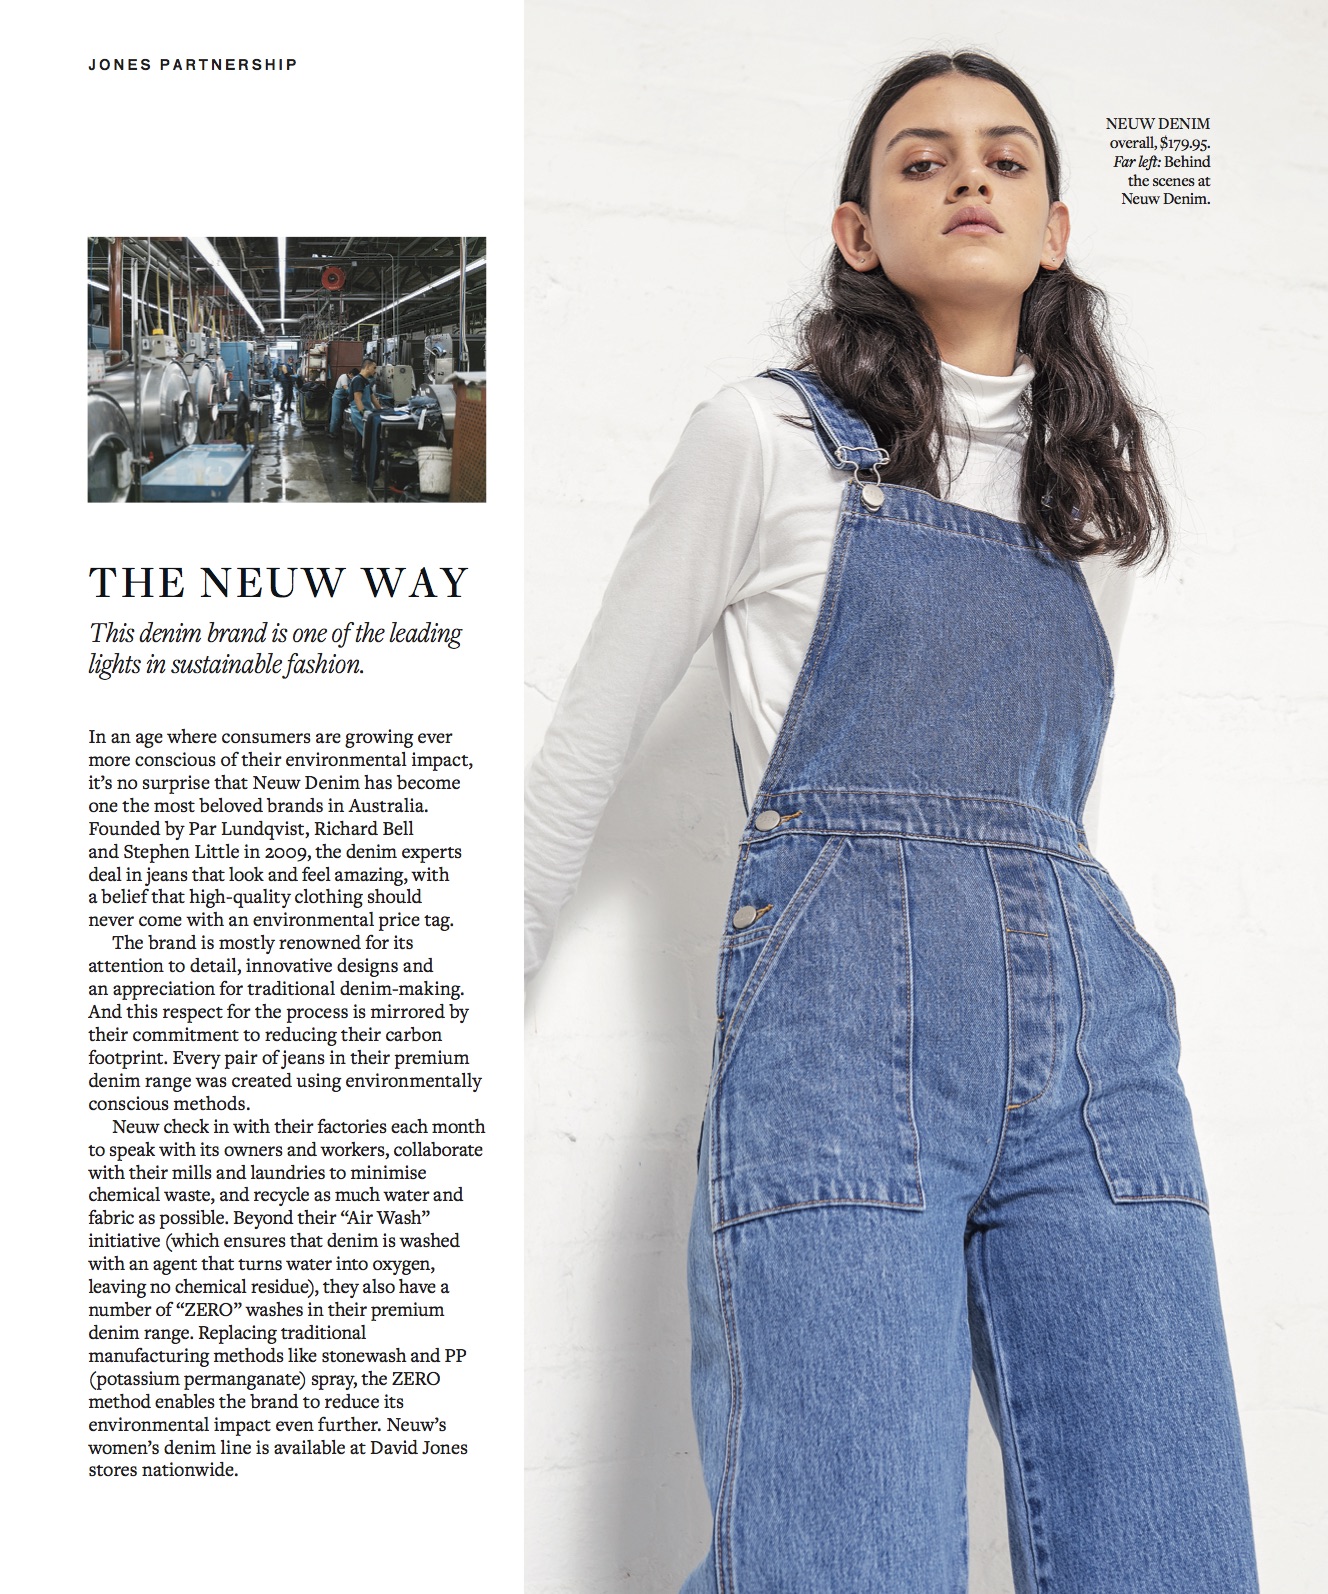 JONES PARTNERSHIP
NEUW DENIM
overall, $179.95.
Far left: Behind
the scenes at
Neuw Denim.
THE NEUW WAY
This denim brand is one of the leading
lights in sustainable fashion.
In an age where consumers are growing ever
more conscious of their environmental impact,
it’s no surprise that Neuw Denim has become
one the most beloved brands in Australia.
Founded by Par Lundqvist, Richard Bell
and Stephen Little in 2009, the denim experts
deal in jeans that look and feel amazing, with
a belief that high-quality clothing should
never come with an environmental price tag.
The brand is mostly renowned for its
attention to detail, innovative designs and
an appreciation for traditional denim-making.
And this respect for the process is mirrored by
their commitment to reducing their carbon
footprint. Every pair of jeans in their premium
denim range was created using environmentally
conscious methods.
Neuw check in with their factories each month
to speak with its owners and workers, collaborate
with their mills and laundries to minimise
chemical waste, and recycle as much water and
fabric as possible. Beyond their “Air Wash”
initiative (which ensures that denim is washed
with an agent that turns water into oxygen,
leaving no chemical residue), they also have a
number of “ZERO” washes in their premium
denim range. Replacing traditional
manufacturing methods like stonewash and PP
(potassium permanganate) spray, the ZERO
method enables the brand to reduce its
environmental impact even further. Neuw’s
women’s denim line is available at David Jones
stores nationwide.